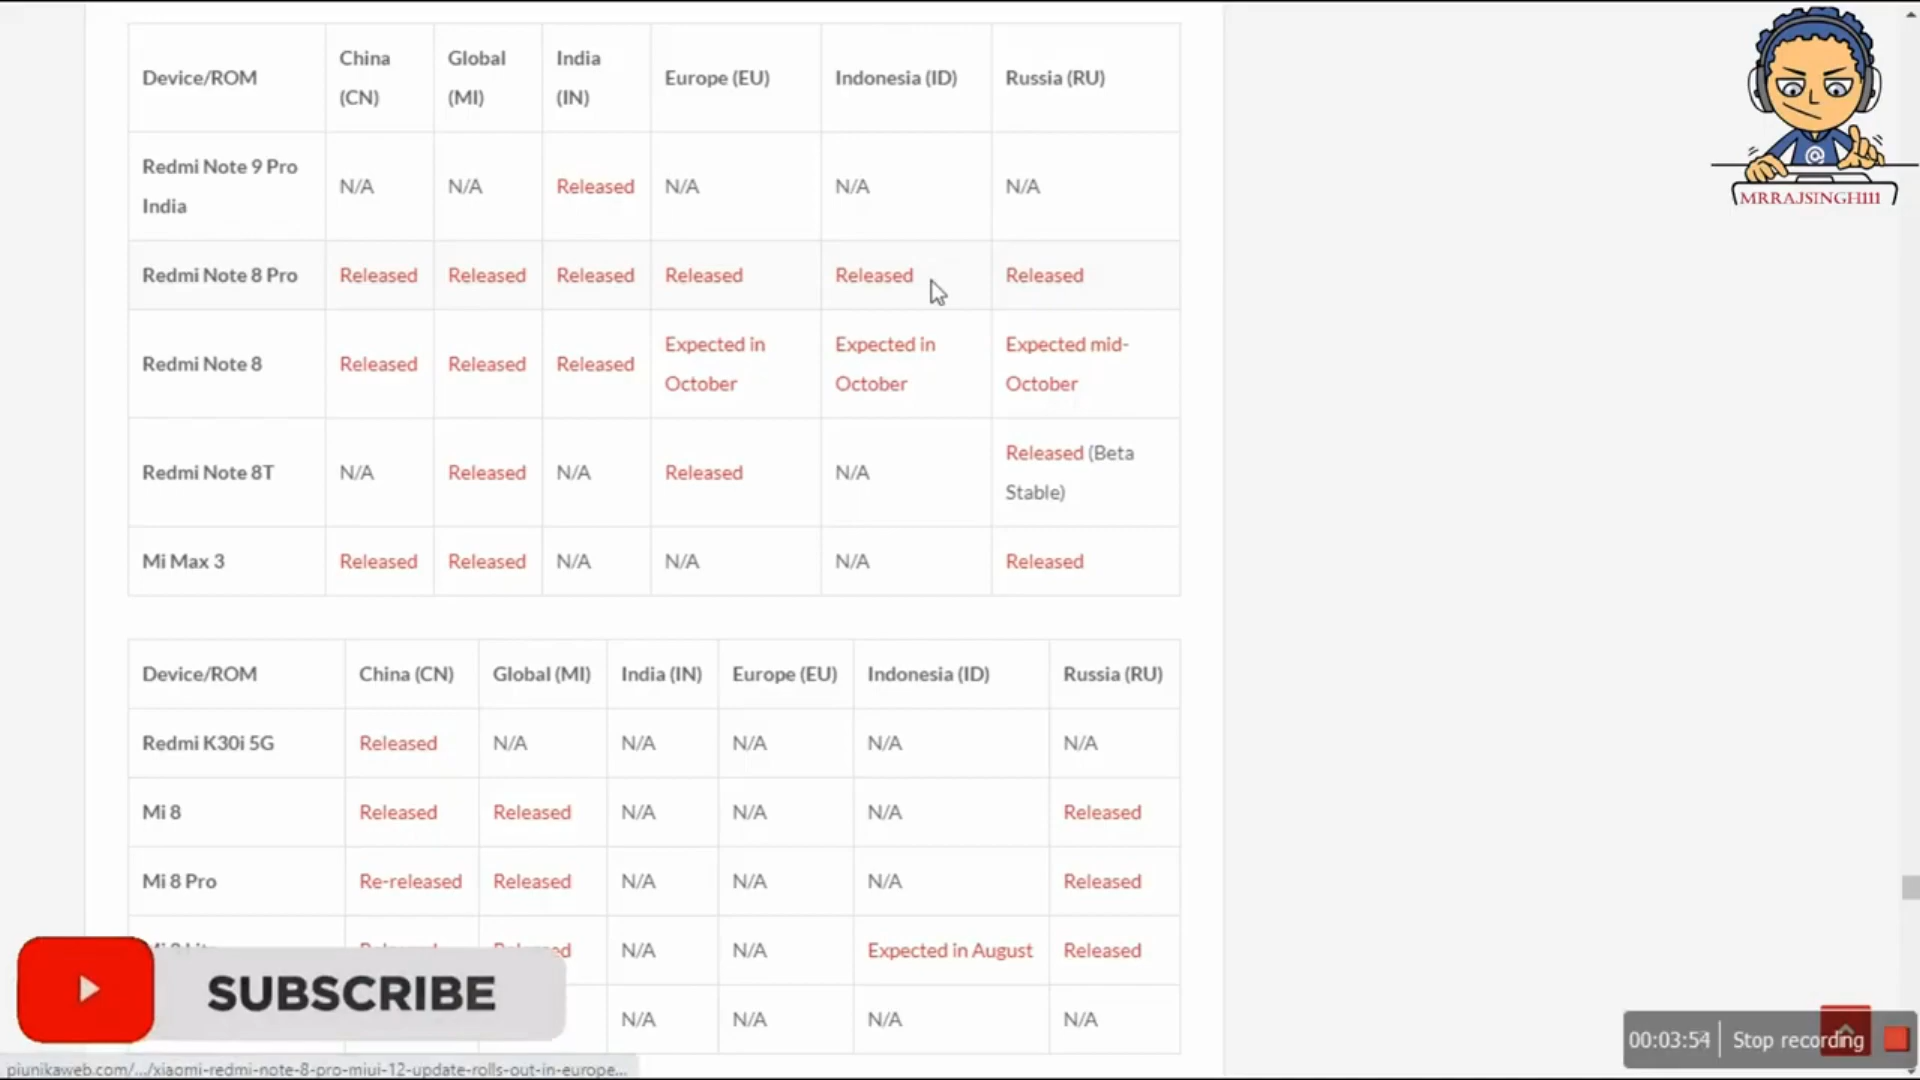 Device/ROM China (CN) Global (MI) India (IN) Europe (EU) Indonesia (ID) Russia (RU)
Redmi Note 9 Pro India N/A N/A Released N/A N/A N/A
Redmi Note 8 Pro Released Released Released Released Released Released
Redmi Note 8 Released Released Released Expected in October Expected in October Expected mid-October
Redmi Note 8T N/A Released N/A Released N/A Released (Beta Stable)
Mi Max 3 Released Released N/A N/A N/A Released
Device/ROM China (CN) Global (MI) India (IN) Europe (EU) Indonesia (ID) Russia (RU)
Redmi K30i 5G Released N/A N/A N/A N/A N/A
Mi 8 Released Released N/A N/A N/A Released
Mi 8 Pro Re-released Released N/A N/A N/A Released
N/A N/A Expected in August Released
N/A N/A N/A N/A
SUBSCRIBE
piunikaweb.com/.../xiaomi-redmi-note-8-pro-miui-12-update-rolls-out-in-europe...
MRRAJSINGH111
00:03:54 Stop recording